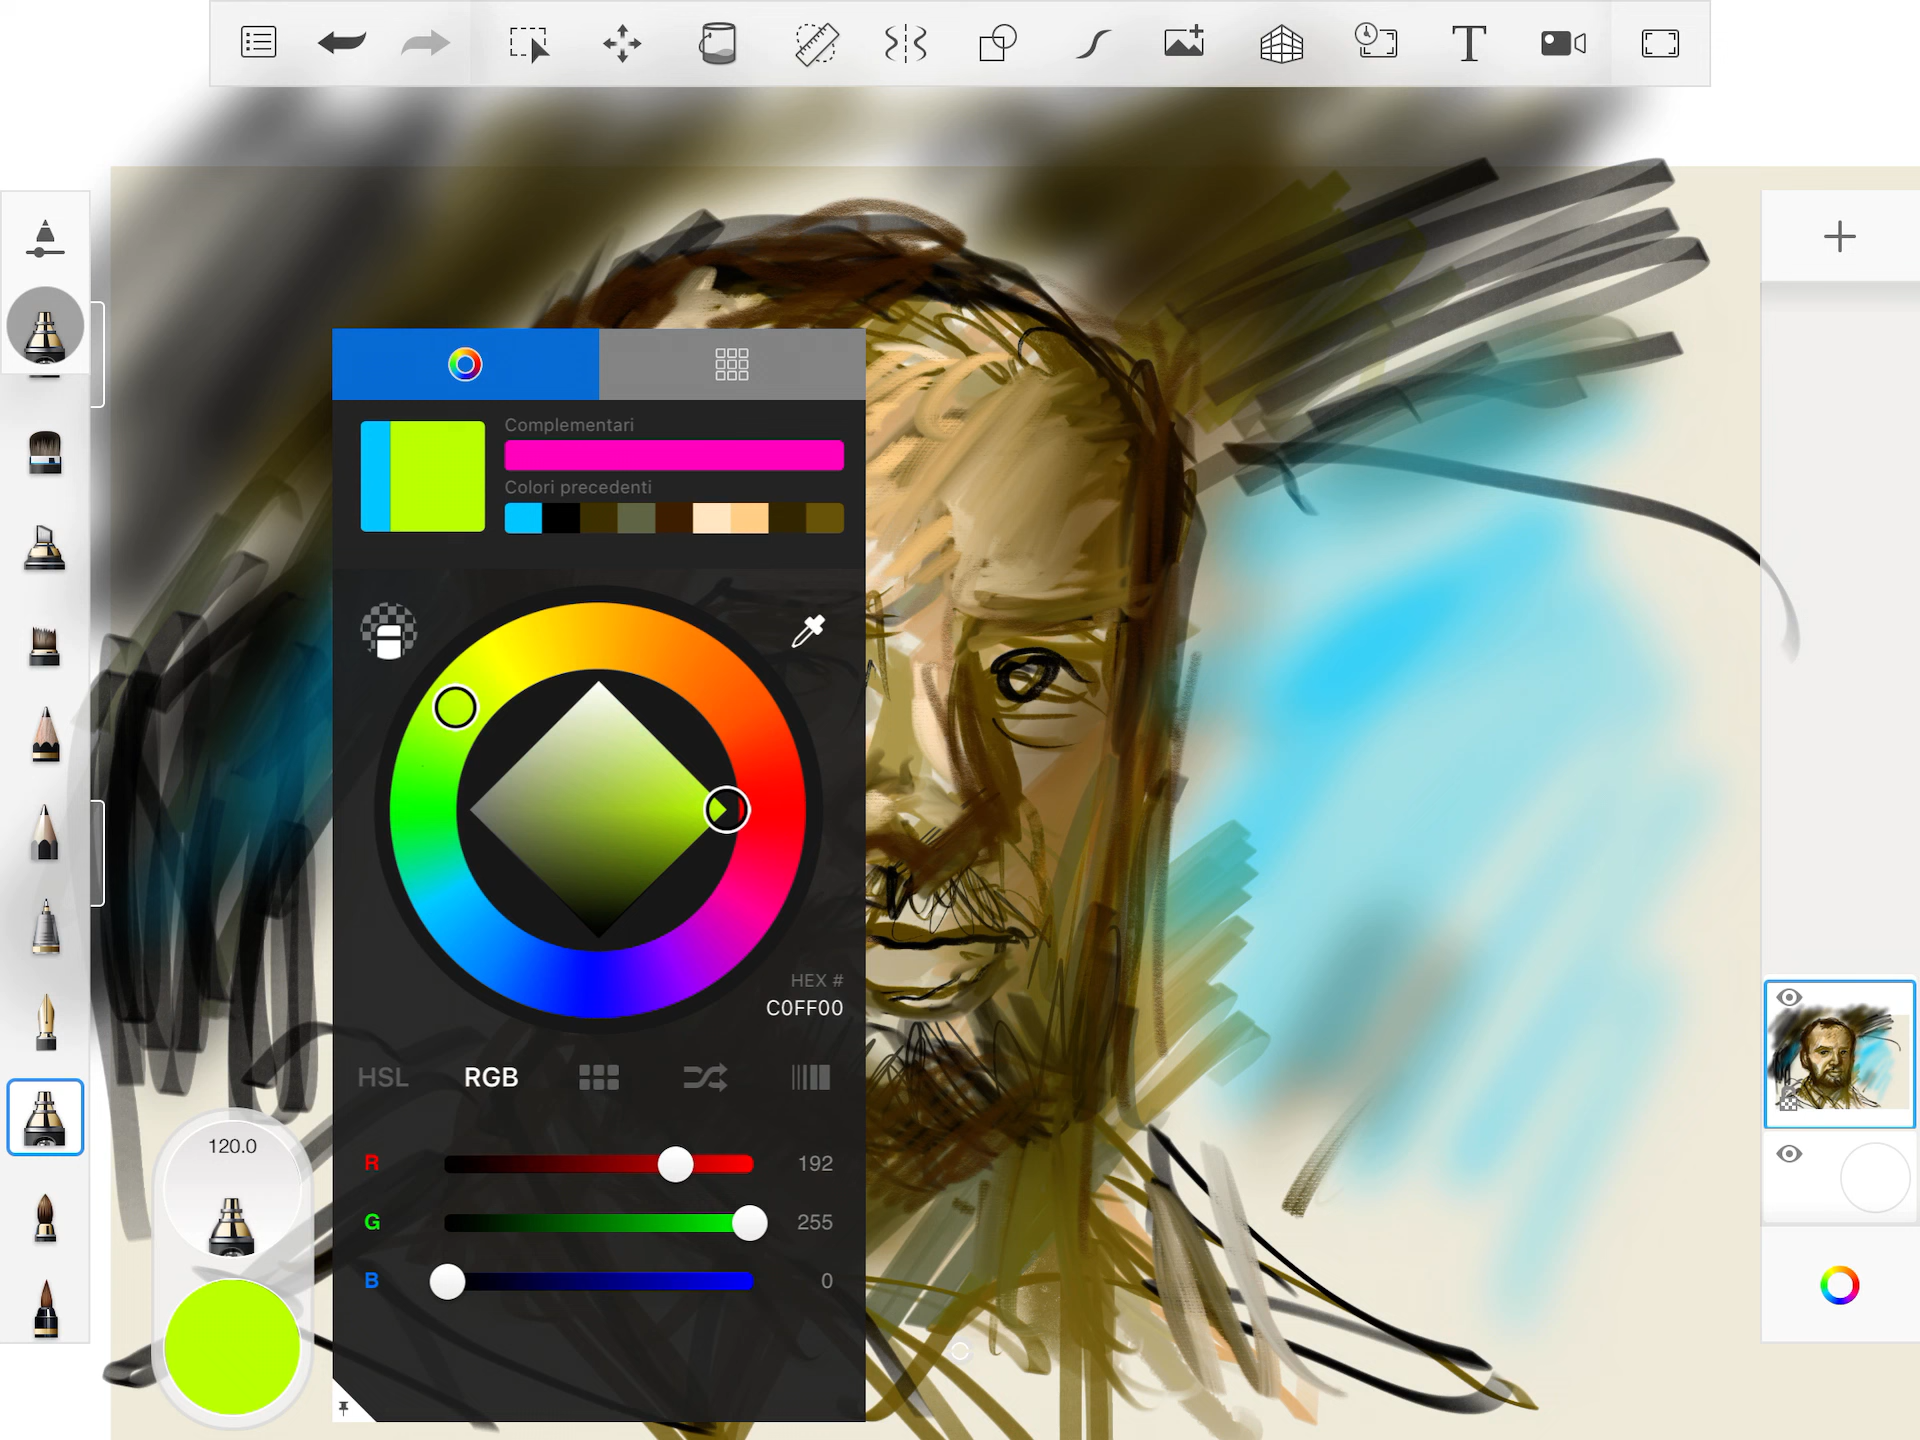 T
Complementari
Colori precedenti
HEX #
C0FF00
HSL RGB
R 192
G 255
B 0
120.0